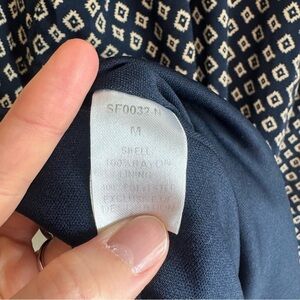 SF0032-N
M
SHELL
100% RAYON
LINING
100% POLYESTER
EXCLUSIVE OF
DECORATION